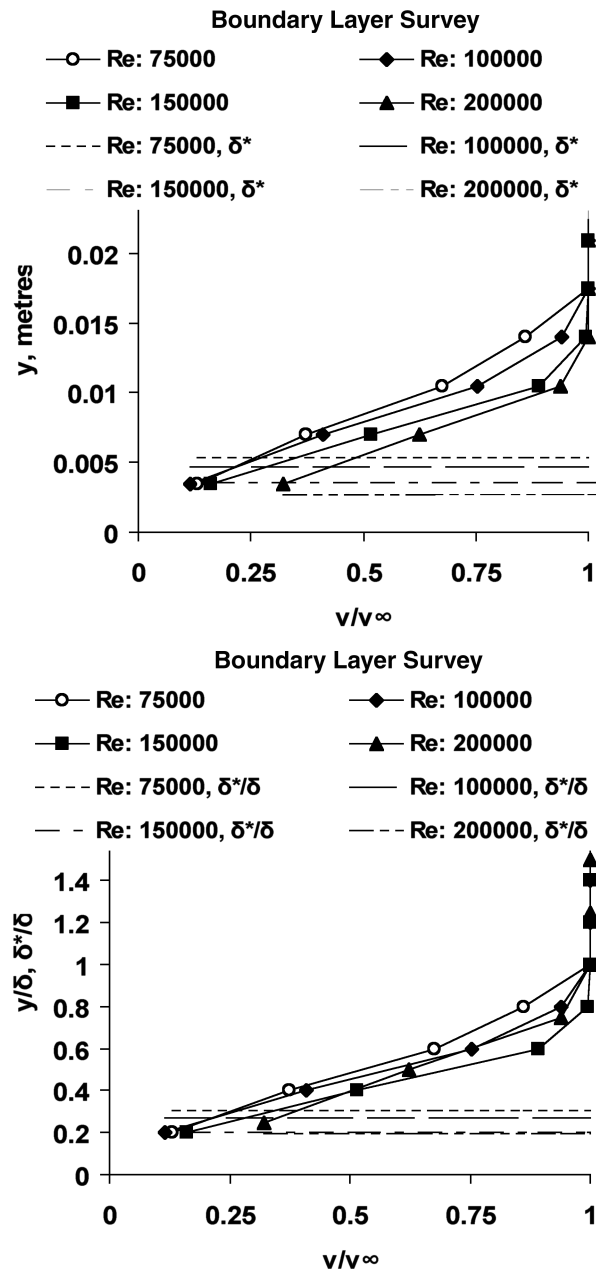 Boundary Layer Survey
Re: 75000 Re: 100000
Re: 150000 Re: 200000
Re: 75000, δ* Re: 100000, δ*
Re: 150000, δ* Re: 200000, δ*
y, metres
0.02
0.015
0.01
0.005
0
0 0.25 0.5 0.75 1
v/v∞
Boundary Layer Survey
Re: 75000 Re: 100000
Re: 150000 Re: 200000
Re: 75000, δ*/δ Re: 100000, δ*/δ
Re: 150000, δ*/δ Re: 200000, δ*/δ
y/δ, δ*/δ
1.4
1.2
1
0.8
0.6
0.4
0.2
0
0 0.25 0.5 0.75 1
v/v∞